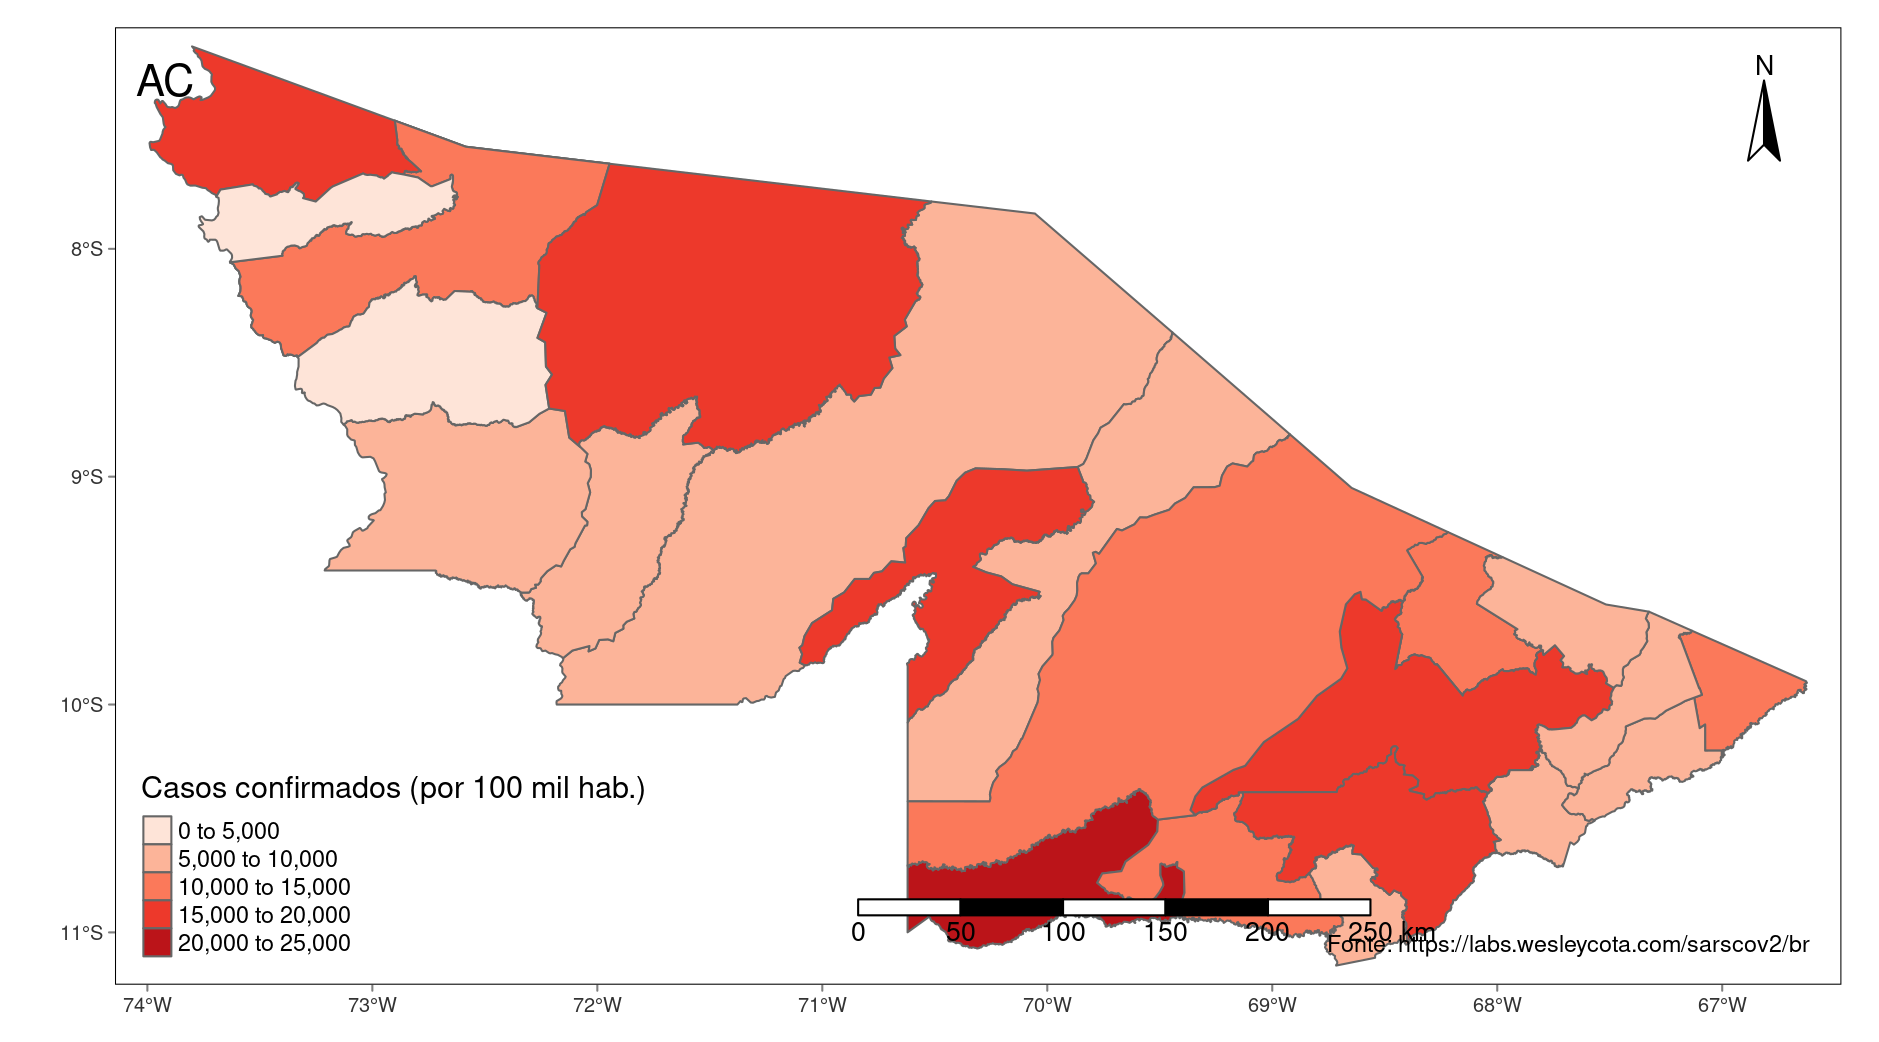 AC
N
8°S
9°S
10°S
11°S
Casos confirmados (por 100 mil hab.)
0 to 5,000
5,000 to 10,000
10,000 to 15,000
15,000 to 20,000
20,000 to 25,000
0 50 100 150 200 250 km
Fonte: https://labs.wesleycota.com/sarscov2/br
74°W 73°W 72°W 71°W 70°W 69°W 68°W 67°W